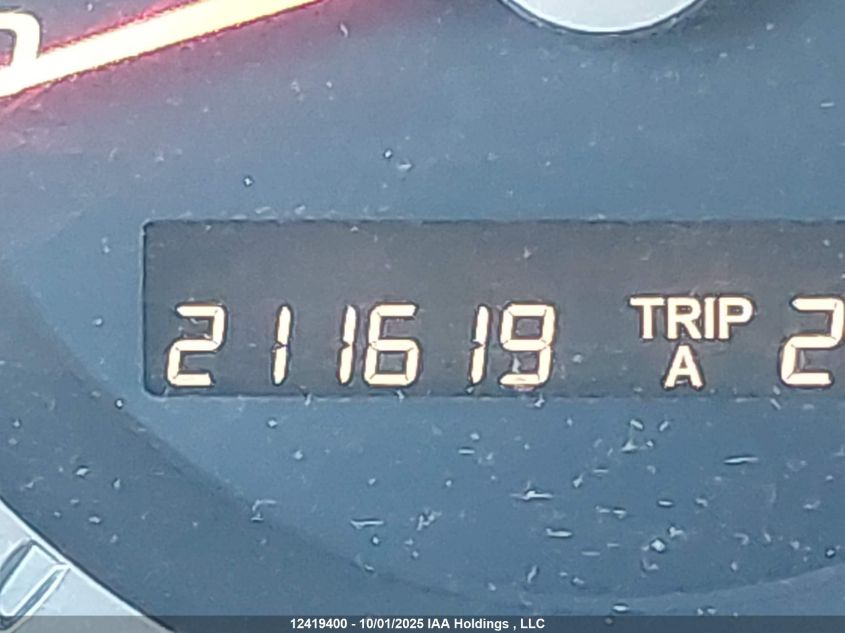 211619 TRIP 2
A
12419400 - 10/01/2025 IAA Holdings , LLC